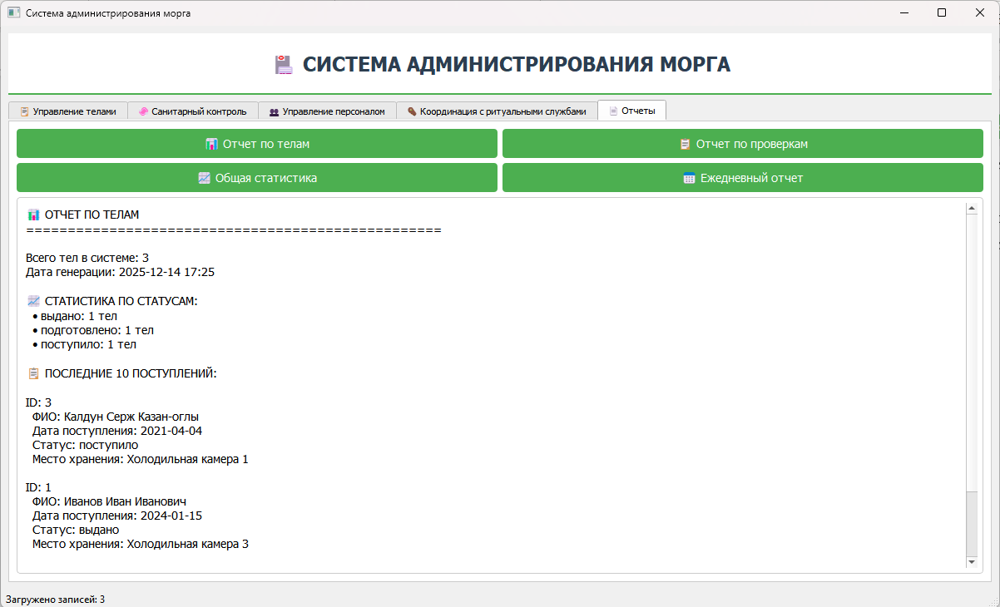 Система администрирования морга
СИСТЕМА АДМИНИСТРИРОВАНИЯ МОРГА
Управление телами
Санитарный контроль
Управление персоналом
Координация с ритуальными службами
Отчеты
Отчет по телам
Отчет по проверкам
Общая статистика
Ежедневный отчет
ОТЧЕТ ПО ТЕЛАМ
==================================================
Всего тел в системе: 3
Дата генерации: 2025-12-14 17:25
СТАТИСТИКА ПО СТАТУСАМ:
• выдано: 1 тел
• подготовлено: 1 тел
• поступило: 1 тел
ПОСЛЕДНИЕ 10 ПОСТУПЛЕНИЙ:
ID: 3
ФИО: Калдун Серж Казан-оглы
Дата поступления: 2021-04-04
Статус: поступило
Место хранения: Холодильная камера 1
ID: 1
ФИО: Иванов Иван Иванович
Дата поступления: 2024-01-15
Статус: выдано
Место хранения: Холодильная камера 3
Загружено записей: 3